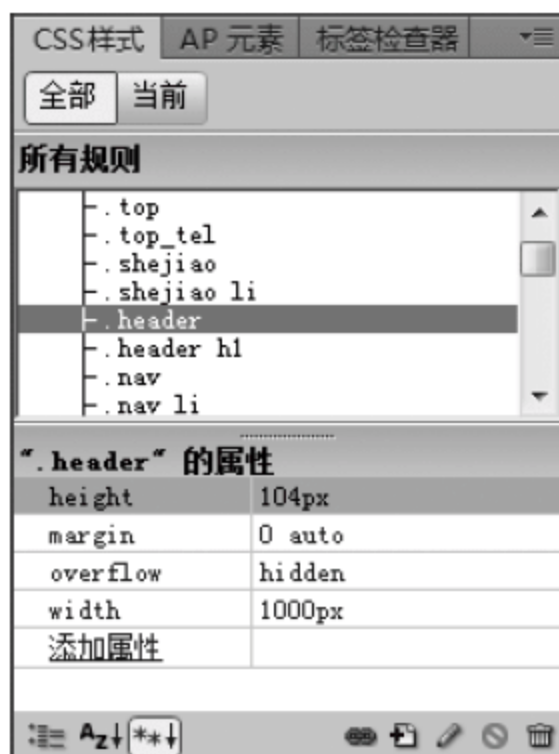 CSS样式 AP 元素 标签检查器
全部 当前
所有规则
.top
.top_tel
.shejiao
.shejiao li
.header
.header h1
.nav
.nav li
“.header“ 的属性
height 104px
margin 0 auto
overflow hidden
width 1000px
添加属性
AZ↓ **↓